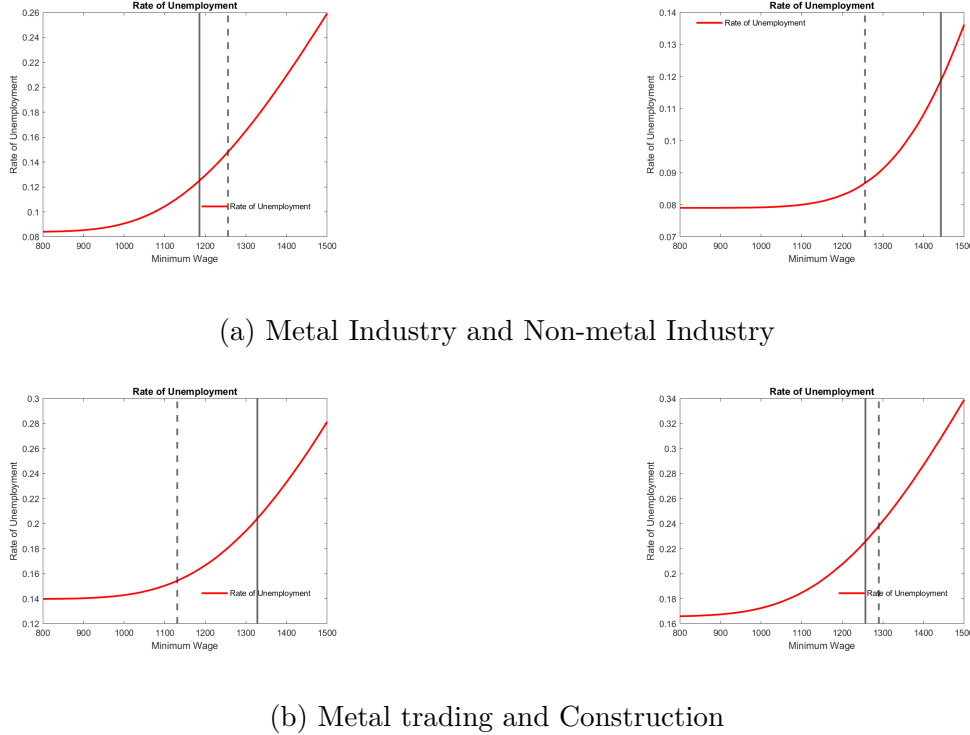 Rate of Unemployment
0.26
0.24
0.22
0.2
0.18
0.16
0.14
0.12
0.1
0.08
Rate of Unemployment
Rate of Unemployment
800 900 1000 1100 1200 1300 1400 1500
Minimum Wage
Rate of Unemployment
0.14
0.13
0.12
0.11
0.1
0.09
0.08
0.07
Rate of Unemployment
Rate of Unemployment
800 900 1000 1100 1200 1300 1400 1500
Minimum Wage
(a) Metal Industry and Non-metal Industry
Rate of Unemployment
0.3
0.28
0.26
0.24
0.22
0.2
0.18
0.16
0.14
0.12
Rate of Unemployment
Rate of Unemployment
800 900 1000 1100 1200 1300 1400 1500
Minimum Wage
Rate of Unemployment
0.34
0.32
0.3
0.28
0.26
0.24
0.22
0.2
0.18
0.16
Rate of Unemployment
Rate of Unemployment
800 900 1000 1100 1200 1300 1400 1500
Minimum Wage
(b) Metal trading and Construction